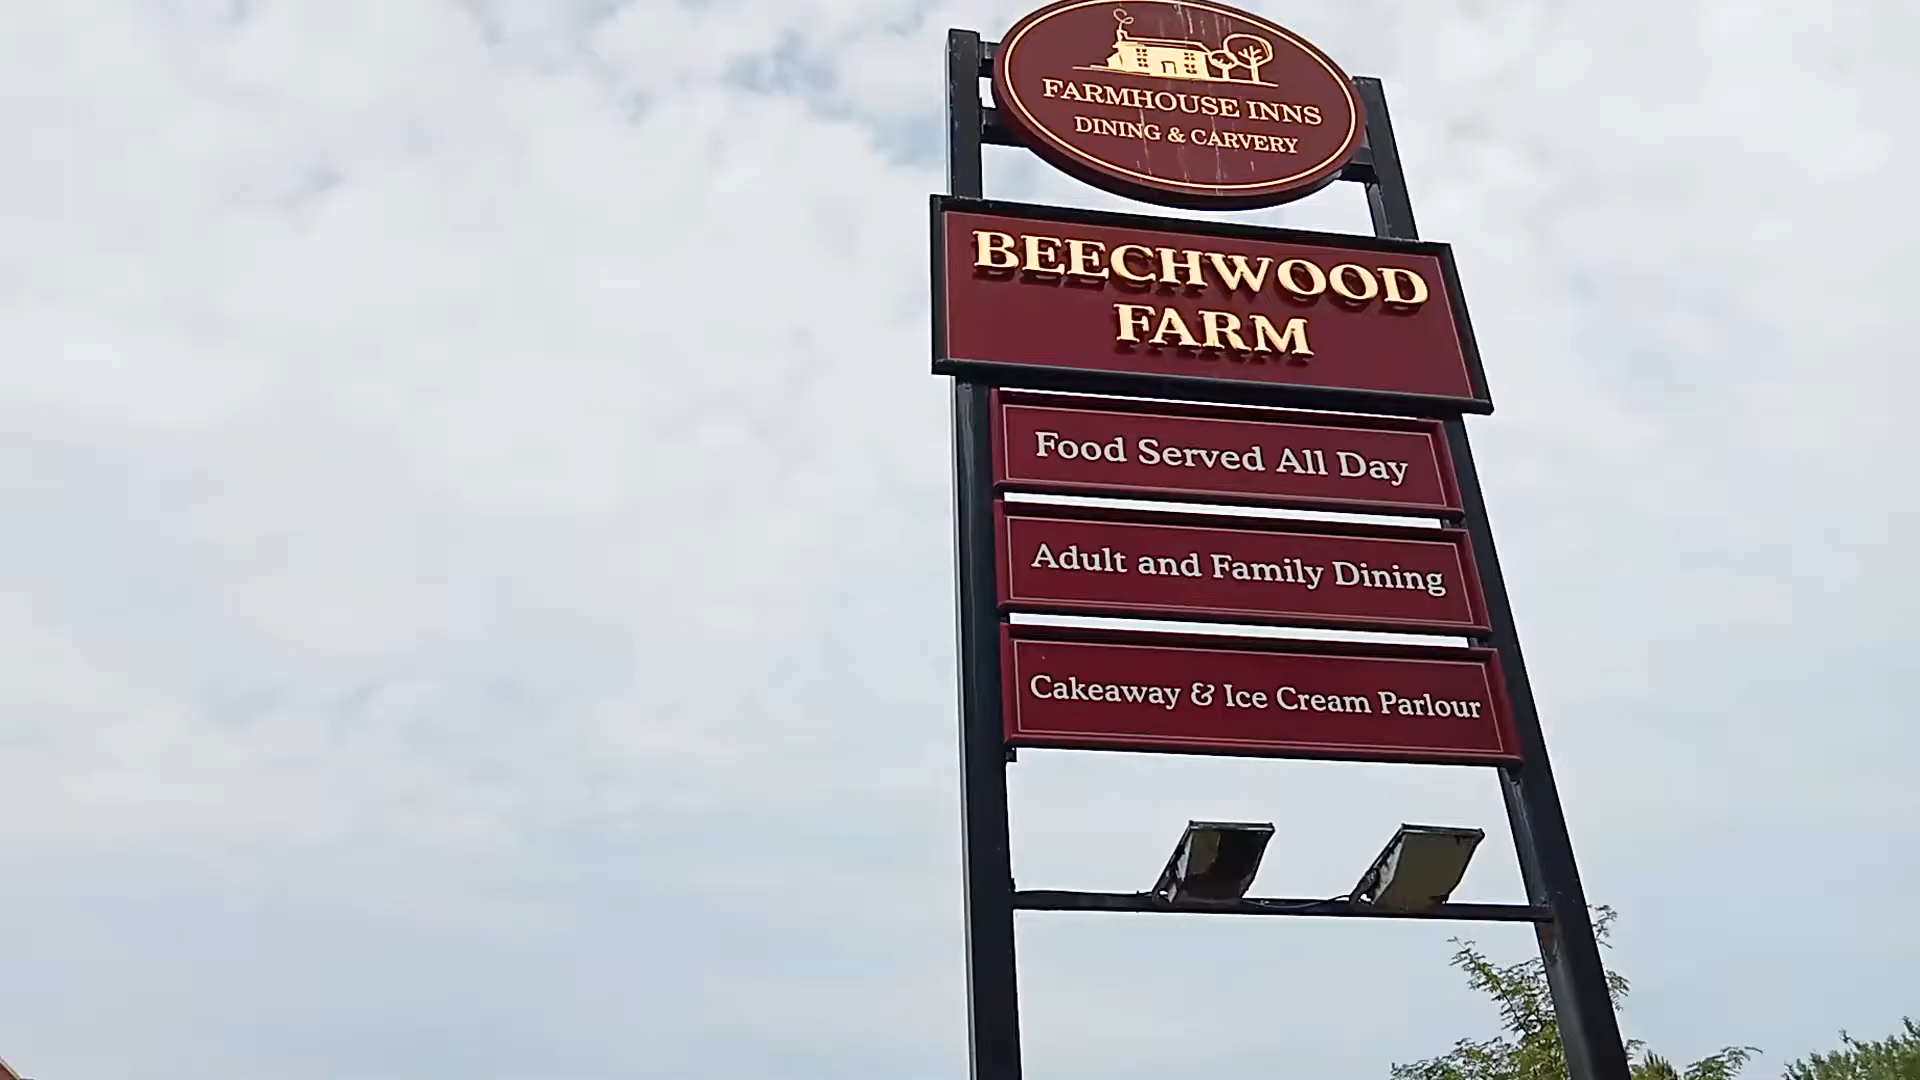 FARMHOUSE INNS
DINING & CARVERY
BEECHWOOD
FARM
Food Served All Day
Adult and Family Dining
Cakeaway & Ice Cream Parlour